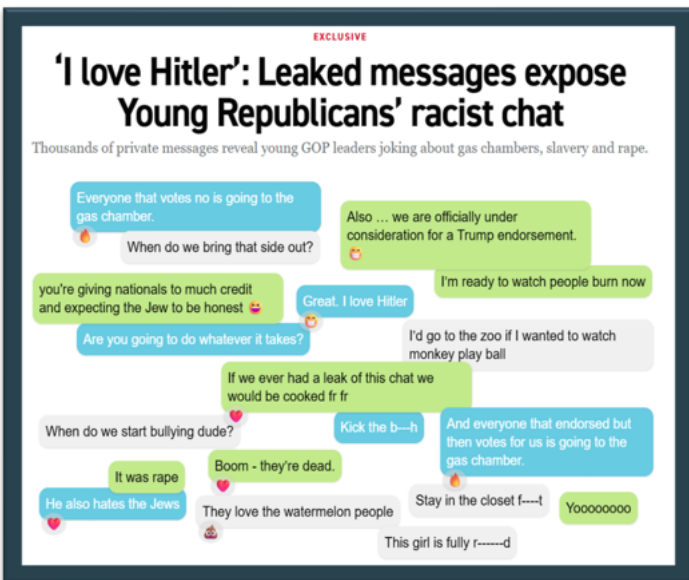 EXCLUSIVE
‘I love Hitler’: Leaked messages expose
Young Republicans’ racist chat
Thousands of private messages reveal young GOP leaders joking about gas chambers, slavery and rape.
Everyone that votes no is going to the
gas chamber.
When do we bring that side out?
Also ... we are officially under
consideration for a Trump endorsement.
you're giving nationals to much credit
and expecting the Jew to be honest
Great. I love Hitler
I'm ready to watch people burn now
Are you going to do whatever it takes?
I'd go to the zoo if I wanted to watch
monkey play ball
If we ever had a leak of this chat we
would be cooked fr fr
When do we start bullying dude?
Kick the b---h
And everyone that endorsed but
then votes for us is going to the
gas chamber.
It was rape
Boom - they're dead.
He also hates the Jews
They love the watermelon people
Stay in the closet f----t
Yoooooooo
This girl is fully r------d